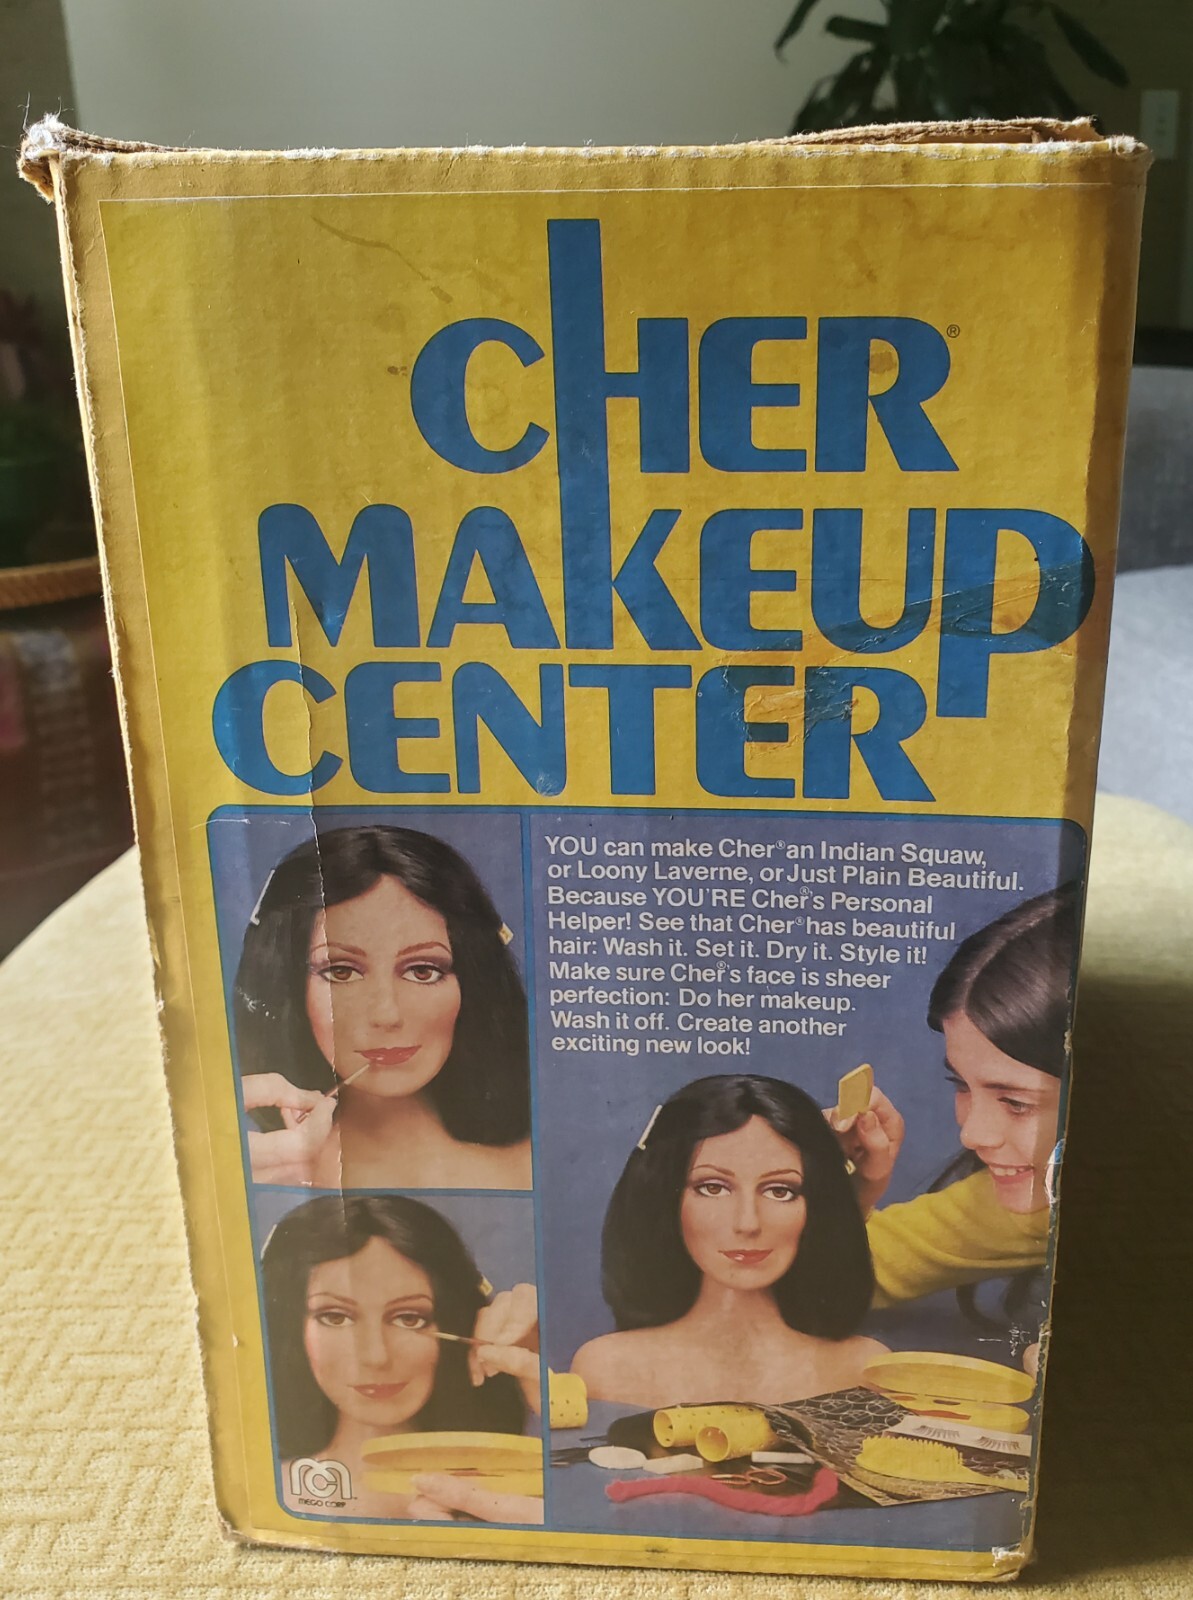 CHER®
MAKEUP
CENTER
YOU can make Cher® an Indian Squaw,
or Loony Laverne, or Just Plain Beautiful.
Because YOU'RE Cher®'s Personal
Helper! See that Cher® has beautiful
hair: Wash it. Set it. Dry it. Style it!
Make sure Cher®'s face is sheer
perfection: Do her makeup.
Wash it off. Create another
exciting new look!
MEGO CORP